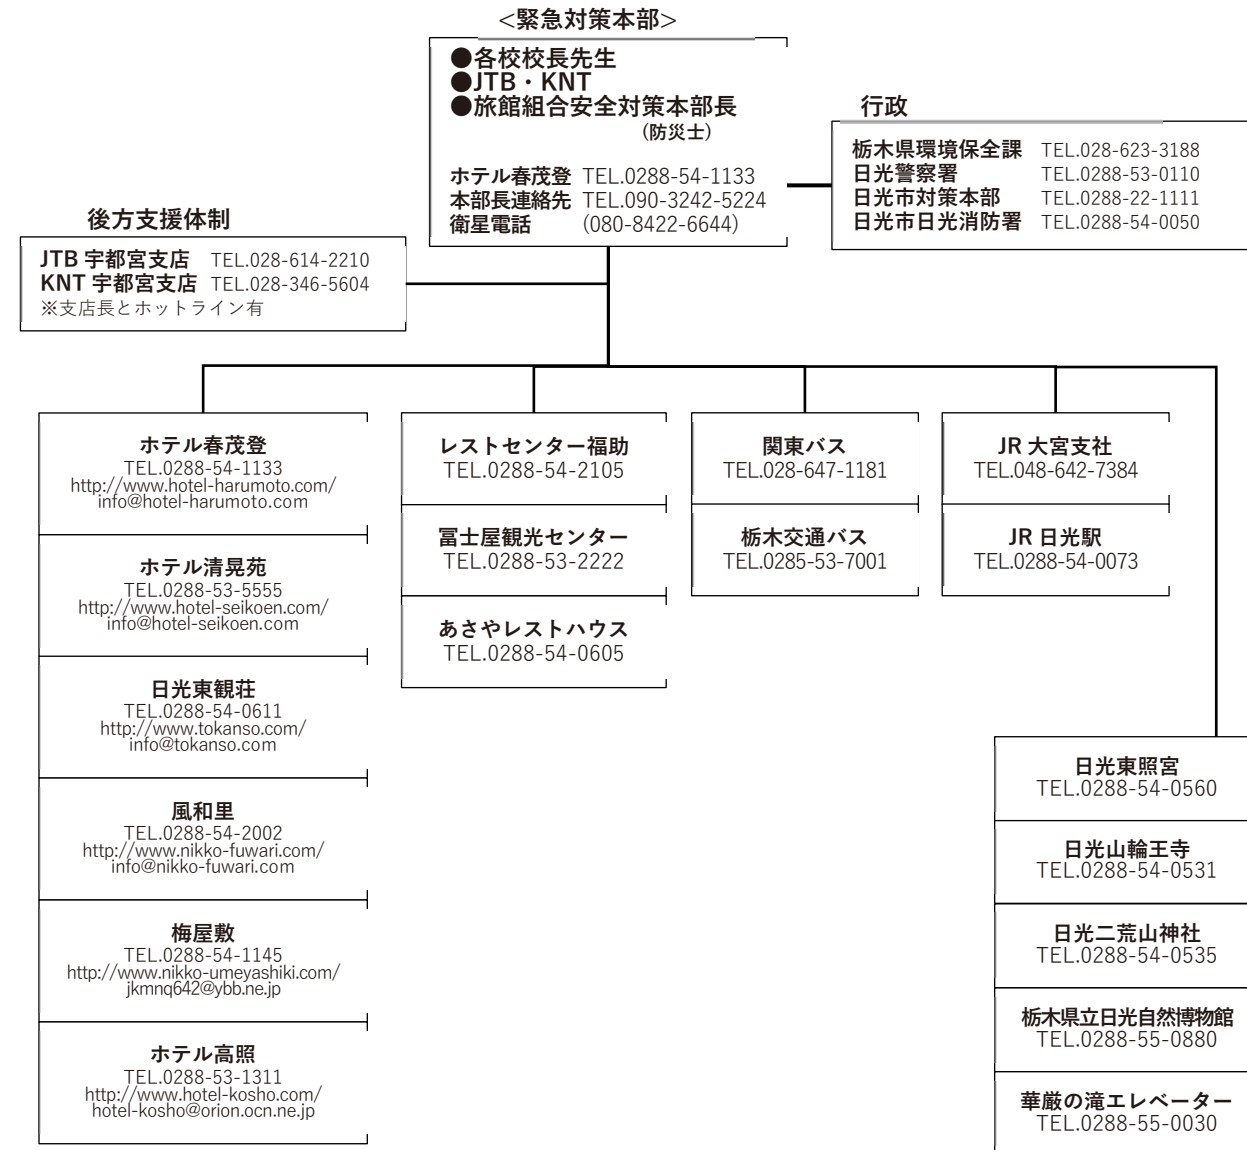 <緊急対策本部>
●各校校長先生
●JTB・KNT
●旅館組合安全対策本部長
(防災士)
ホテル春茂登 TEL.0288-54-1133
本部長連絡先 TEL.090-3242-5224
衛星電話 (080-8422-6644)
行政
栃木県環境保全課 TEL.028-623-3188
日光警察署 TEL.0288-53-0110
日光市対策本部 TEL.0288-22-1111
日光市日光消防署 TEL.0288-54-0050
後方支援体制
JTB 宇都宮支店 TEL.028-614-2210
KNT 宇都宮支店 TEL.028-346-5604
※支店長とホットライン有
ホテル春茂登
TEL.0288-54-1133
http://www.hotel-harumoto.com/
info@hotel-harumoto.com
ホテル清晃苑
TEL.0288-53-5555
http://www.hotel-seikoen.com/
info@hotel-seikoen.com
日光東観荘
TEL.0288-54-0611
http://www.tokanso.com/
info@tokanso.com
風和里
TEL.0288-54-2002
http://www.nikko-fuwari.com/
info@nikko-fuwari.com
梅屋敷
TEL.0288-54-1145
http://www.nikko-umeyashiki.com/
jkmnq642@ybb.ne.jp
ホテル高照
TEL.0288-53-1311
http://www.hotel-kosho.com/
hotel-kosho@orion.ocn.ne.jp
レストセンター福助
TEL.0288-54-2105
冨士屋観光センター
TEL.0288-53-2222
あさやレストハウス
TEL.0288-54-0605
関東バス
TEL.028-647-1181
栃木交通バス
TEL.0285-53-7001
JR 大宮支社
TEL.048-642-7384
JR 日光駅
TEL.0288-54-0073
日光東照宮
TEL.0288-54-0560
日光山輪王寺
TEL.0288-54-0531
日光二荒山神社
TEL.0288-54-0535
栃木県立日光自然博物館
TEL.0288-55-0880
華厳の滝エレベーター
TEL.0288-55-0030